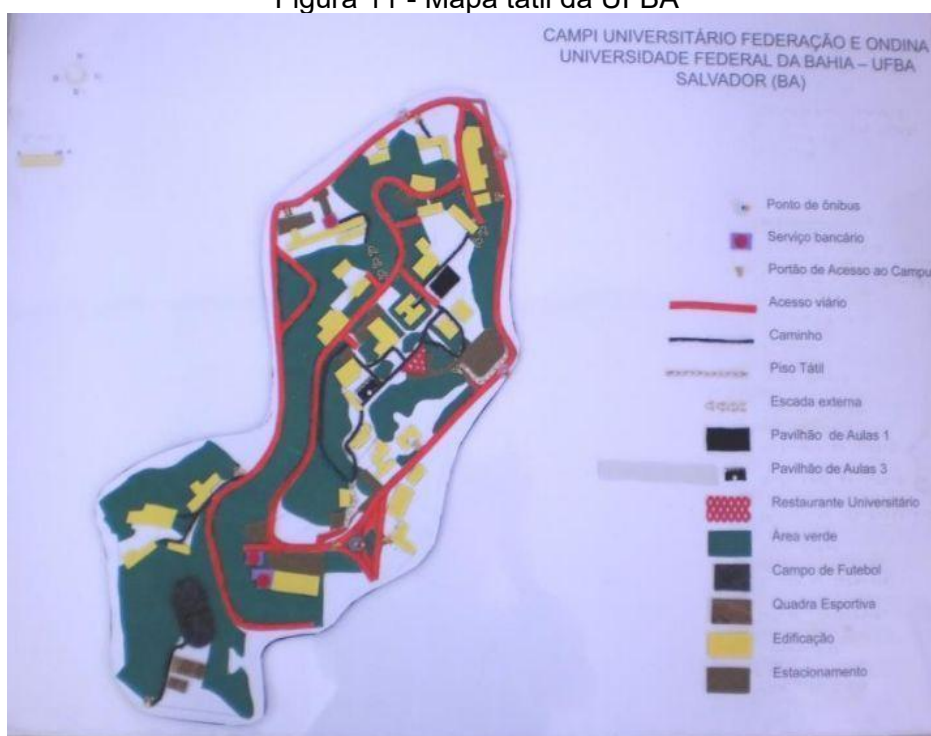 Figura 11 - Mapa tátil da UFBA
CAMPI UNIVERSITÁRIO FEDERAÇÃO E ONDINA
UNIVERSIDADE FEDERAL DA BAHIA – UFBA
SALVADOR (BA)
Ponto de ônibus
Serviço bancário
Portão de Acesso ao Campu
Acesso viário
Caminho
Piso Tátil
Escada externa
Pavilhão de Aulas 1
Pavilhão de Aulas 3
Restaurante Universitário
Área verde
Campo de Futebol
Quadra Esportiva
Edificação
Estacionamento